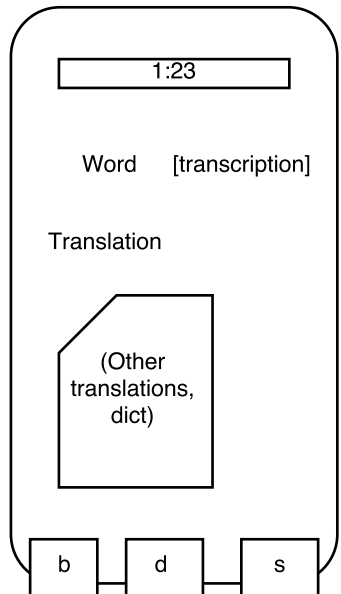 1:23
Word [transcription]
Translation
(Other
translations,
dict)
b d s